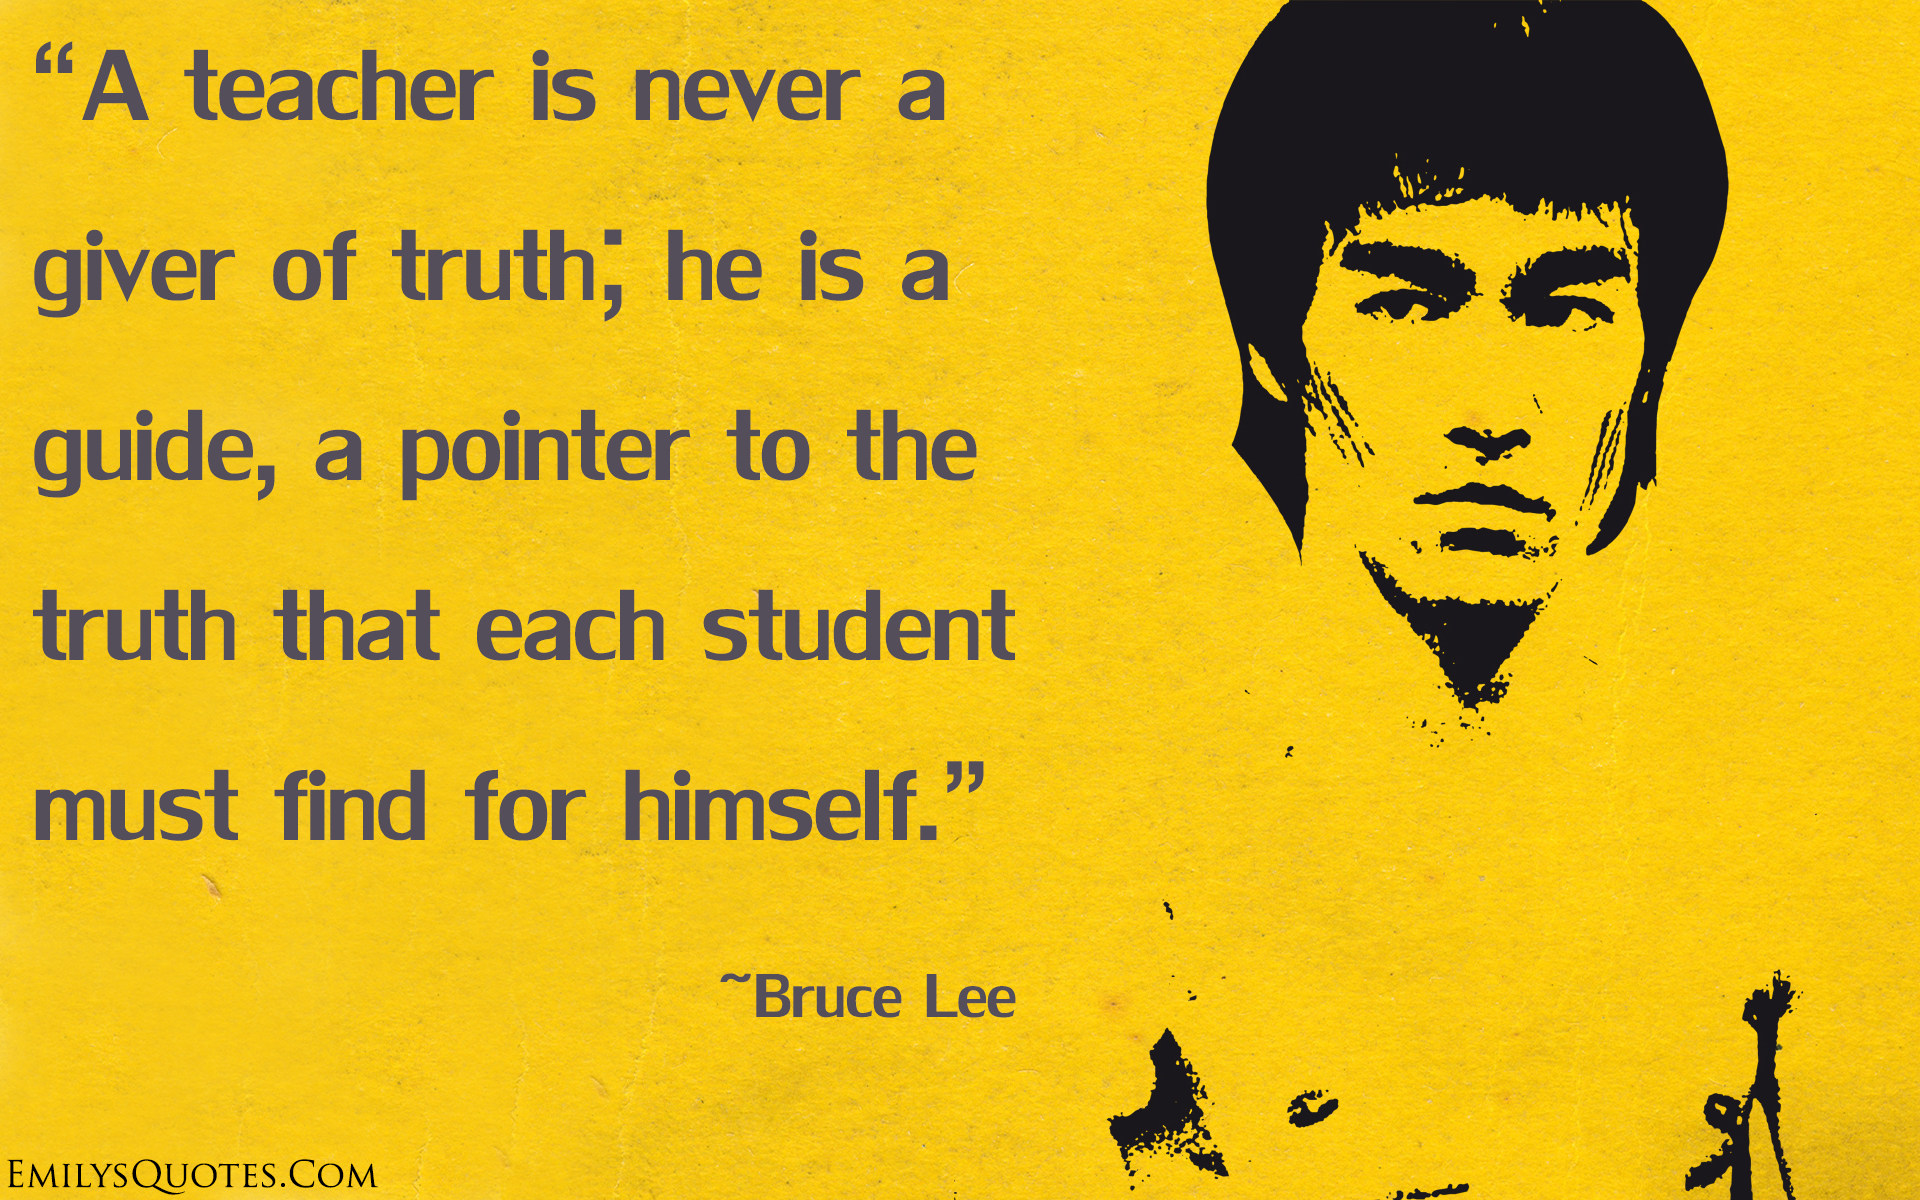 “A teacher is never a
giver of truth; he is a
guide, a pointer to the
truth that each student
must find for himself.”
~Bruce Lee
EmilysQuotes.Com